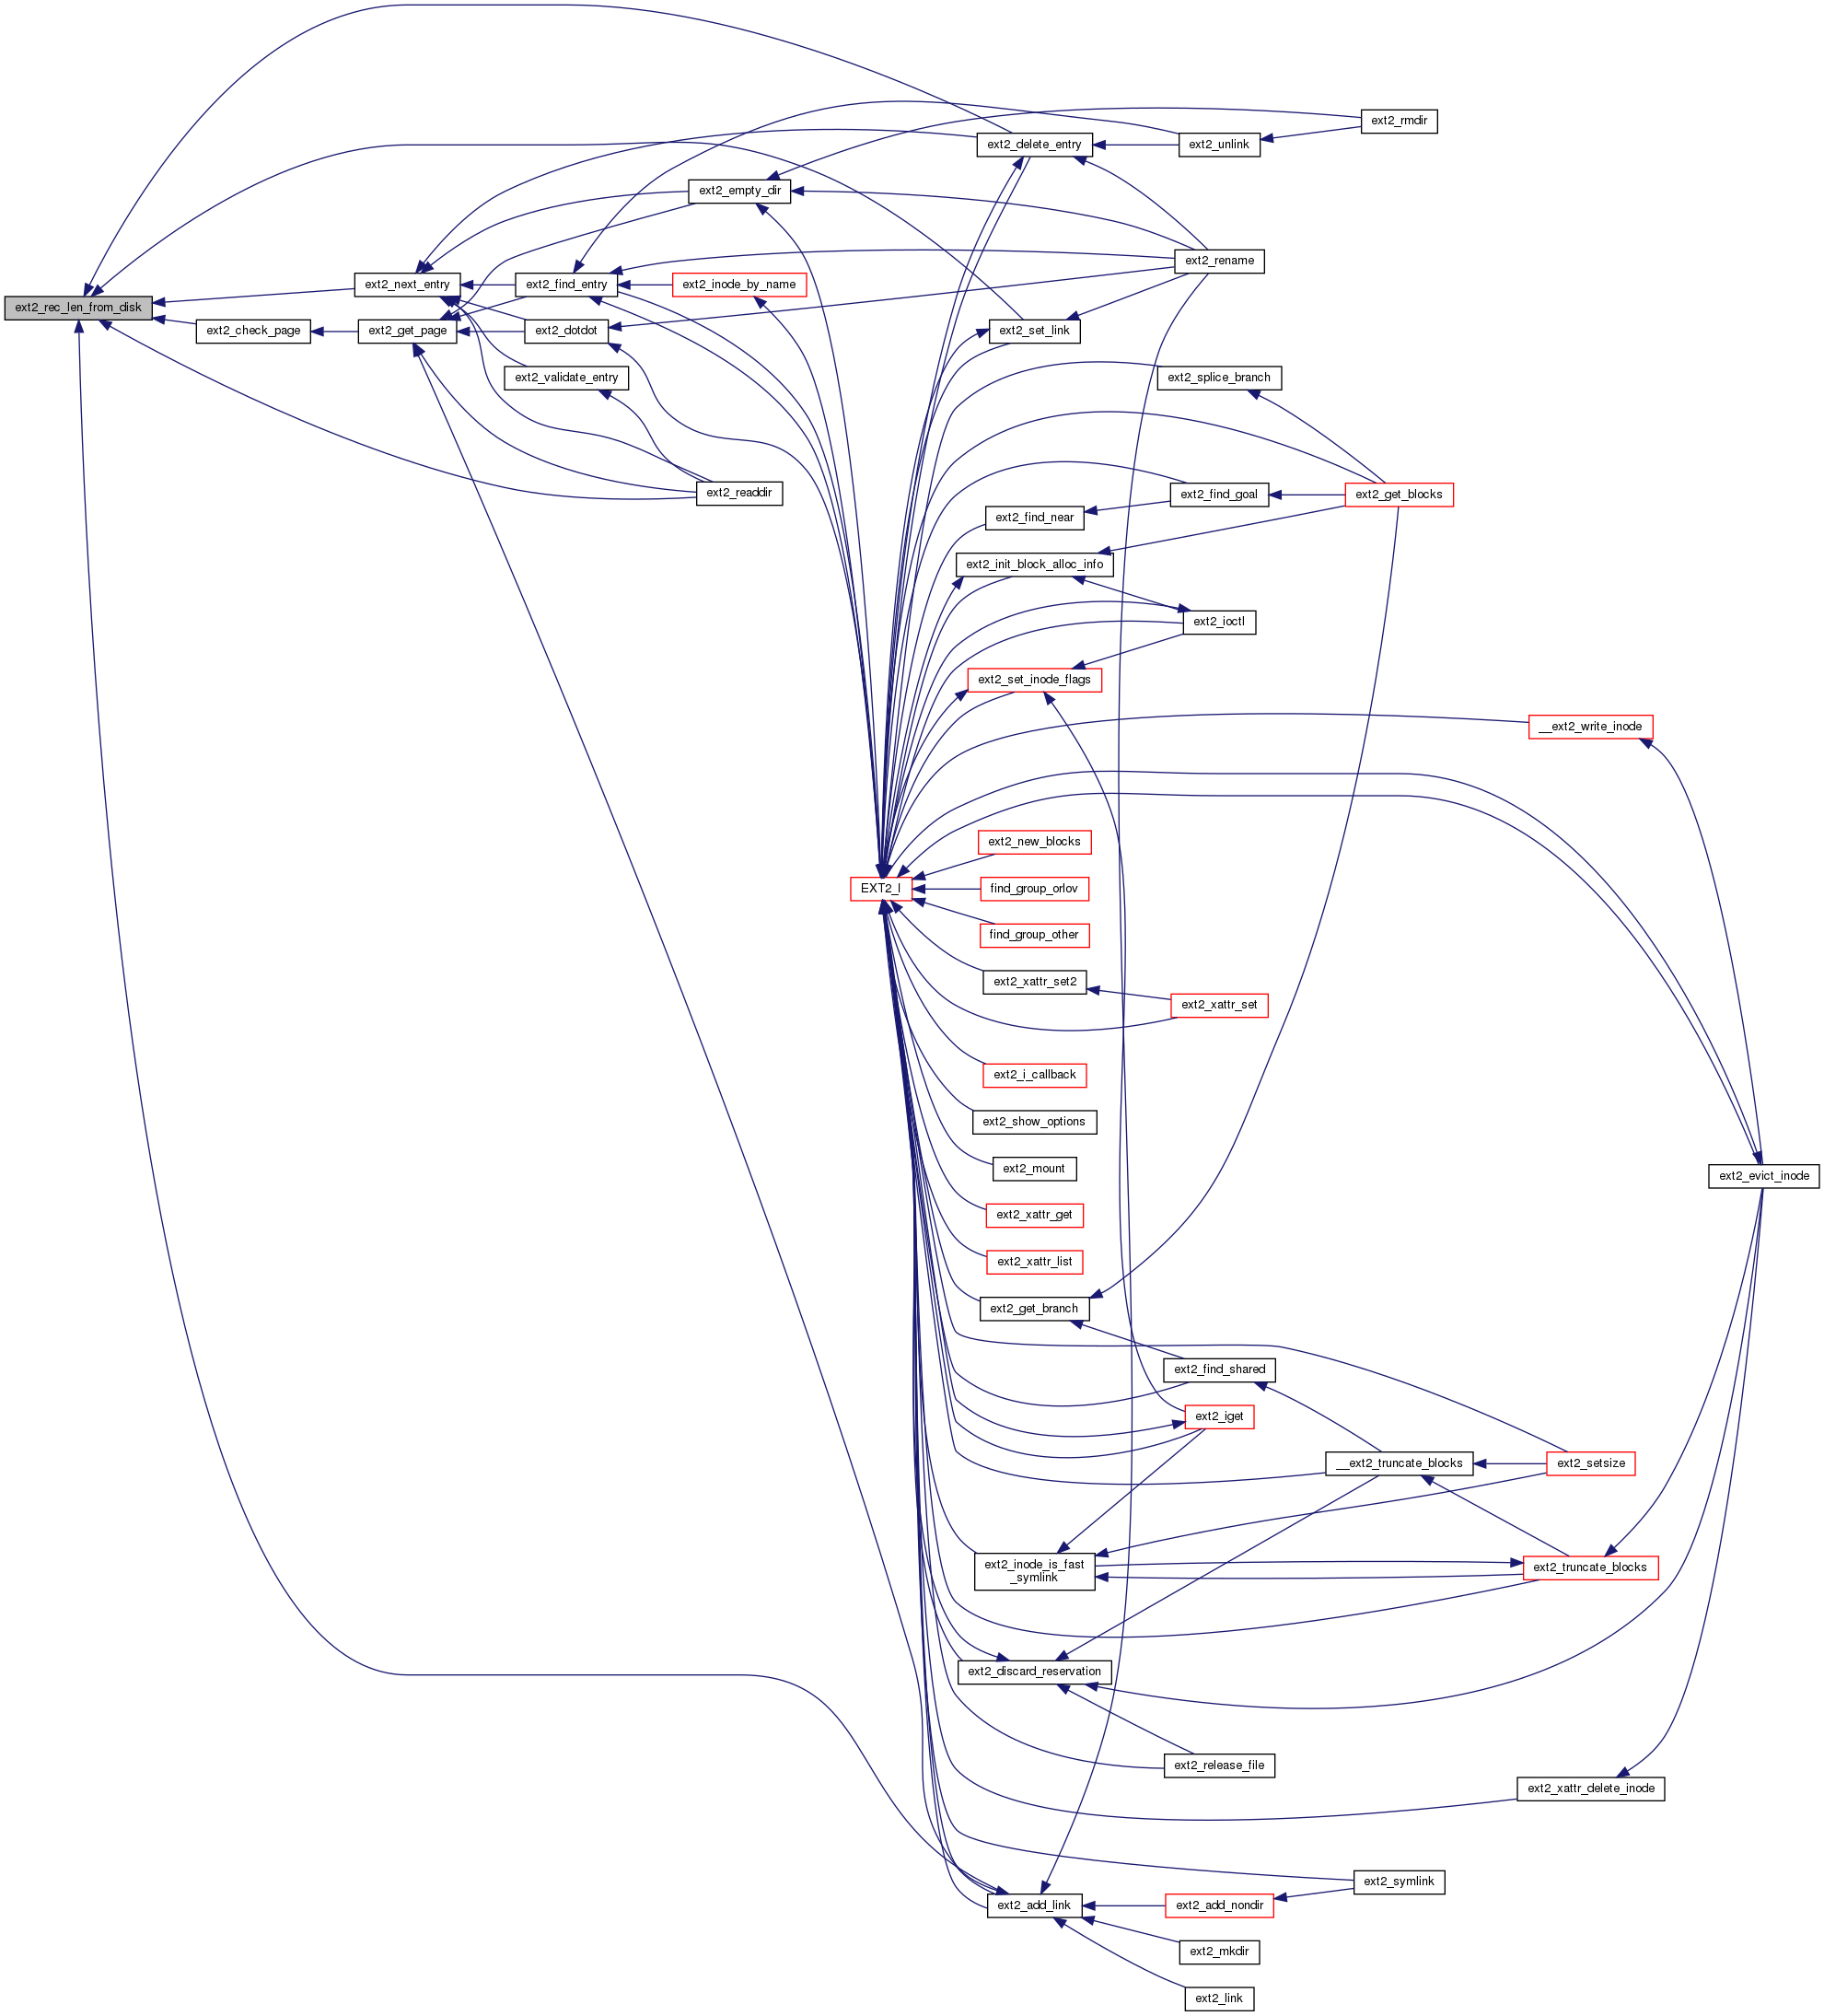 ext2_rmdir
ext2_delete_entry
ext2_unlink
ext2_empty_dir
ext2_rename
ext2_next_entry
ext2_find_entry
ext2_inode_by_name
ext2_rec_len_from_disk
ext2_check_page
ext2_get_page
ext2_dotdot
ext2_set_link
ext2_validate_entry
ext2_splice_branch
ext2_readdir
ext2_find_goal
ext2_get_blocks
ext2_find_near
ext2_init_block_alloc_info
ext2_ioctl
ext2_set_inode_flags
__ext2_write_inode
ext2_new_blocks
EXT2_I
find_group_orlov
find_group_other
ext2_xattr_set2
ext2_xattr_set
ext2_i_callback
ext2_show_options
ext2_mount
ext2_evict_inode
ext2_xattr_get
ext2_xattr_list
ext2_get_branch
ext2_find_shared
ext2_iget
__ext2_truncate_blocks
ext2_setsize
ext2_inode_is_fast
_symlink
ext2_truncate_blocks
ext2_discard_reservation
ext2_release_file
ext2_xattr_delete_inode
ext2_symlink
ext2_add_link
ext2_add_nondir
ext2_mkdir
ext2_link